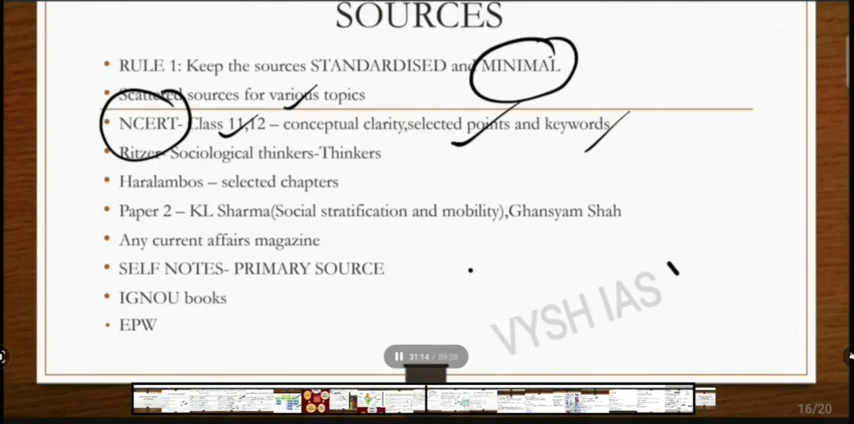 SOURCES
• RULE 1: Keep the sources STANDARDISED and MINIMAL
• Scattered sources for various topics
• NCERT- Class 11,12 – conceptual clarity,selected points and keywords
• Ritzer- Sociological thinkers-Thinkers
• Haralambos – selected chapters
• Paper 2 – KL Sharma(Social stratification and mobility),Ghansyam Shah
• Any current affairs magazine
• SELF NOTES- PRIMARY SOURCE
• IGNOU books
• EPW
VYSH IAS
31:14 / 59:38
16/20